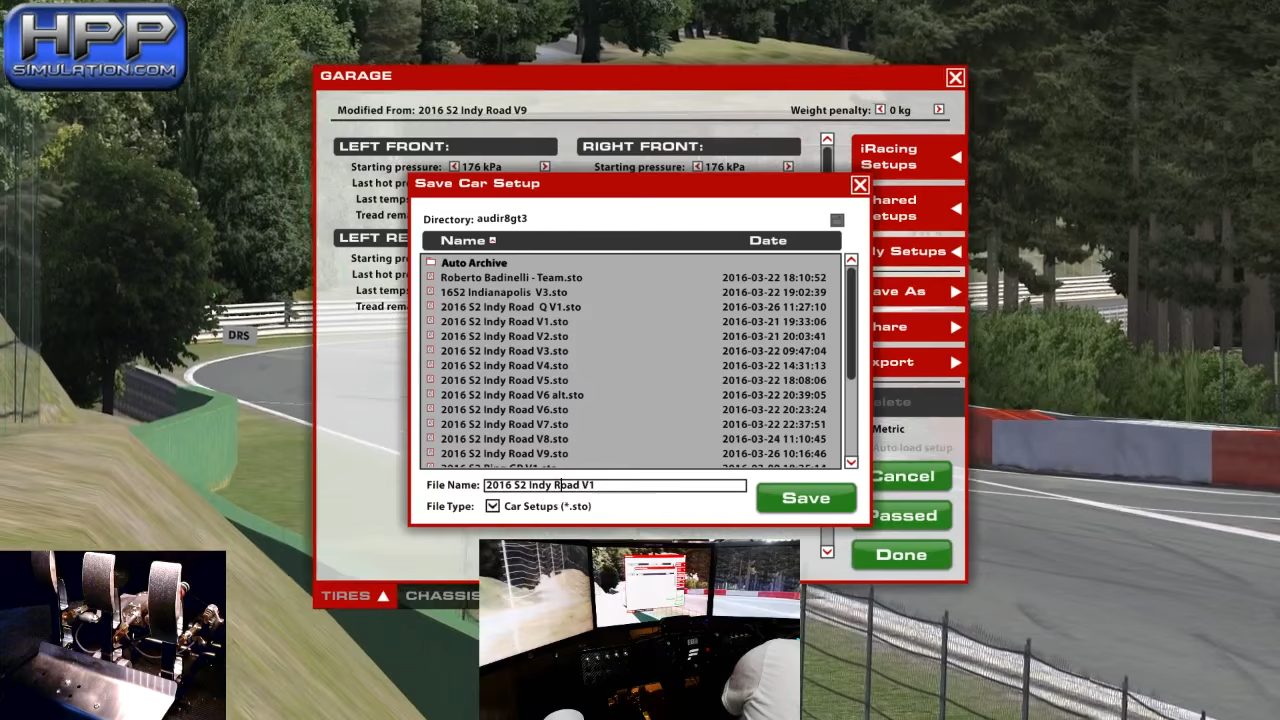 HPP
SIMULATION.COM
GARAGE
Modified From: 2016 S2 Indy Road V9
Weight penalty: 0 kg
LEFT FRONT:
RIGHT FRONT:
Starting pressure: 176 kPa
Starting pressure: 176 kPa
Last hot pr
Last temps
Tread rema
LEFT RE
Starting pr
Last hot pr
Last temps
Tread rema
iRacing
Setups
hared
etups
y Setups
ave As
hare
xport
elete
Metric
Auto load setup
Cancel
Passed
Done
Save Car Setup
Directory: audir8gt3
Name Date
Auto Archive
Roberto Badinelli - Team.sto 2016-03-22 18:10:52
16S2 Indianapolis V3.sto 2016-03-22 19:02:39
2016 S2 Indy Road Q V1.sto 2016-03-26 11:27:10
2016 S2 Indy Road V1.sto 2016-03-21 19:33:06
2016 S2 Indy Road V2.sto 2016-03-21 20:03:41
2016 S2 Indy Road V3.sto 2016-03-22 09:47:04
2016 S2 Indy Road V4.sto 2016-03-22 14:31:13
2016 S2 Indy Road V5.sto 2016-03-22 18:08:06
2016 S2 Indy Road V6 alt.sto 2016-03-22 20:39:05
2016 S2 Indy Road V6.sto 2016-03-22 20:23:24
2016 S2 Indy Road V7.sto 2016-03-22 22:37:51
2016 S2 Indy Road V8.sto 2016-03-24 11:10:45
2016 S2 Indy Road V9.sto 2016-03-26 10:16:46
File Name: 2016 S2 Indy Road V1
File Type: Car Setups (*.sto)
Save
TIRES CHASSIS
DRS